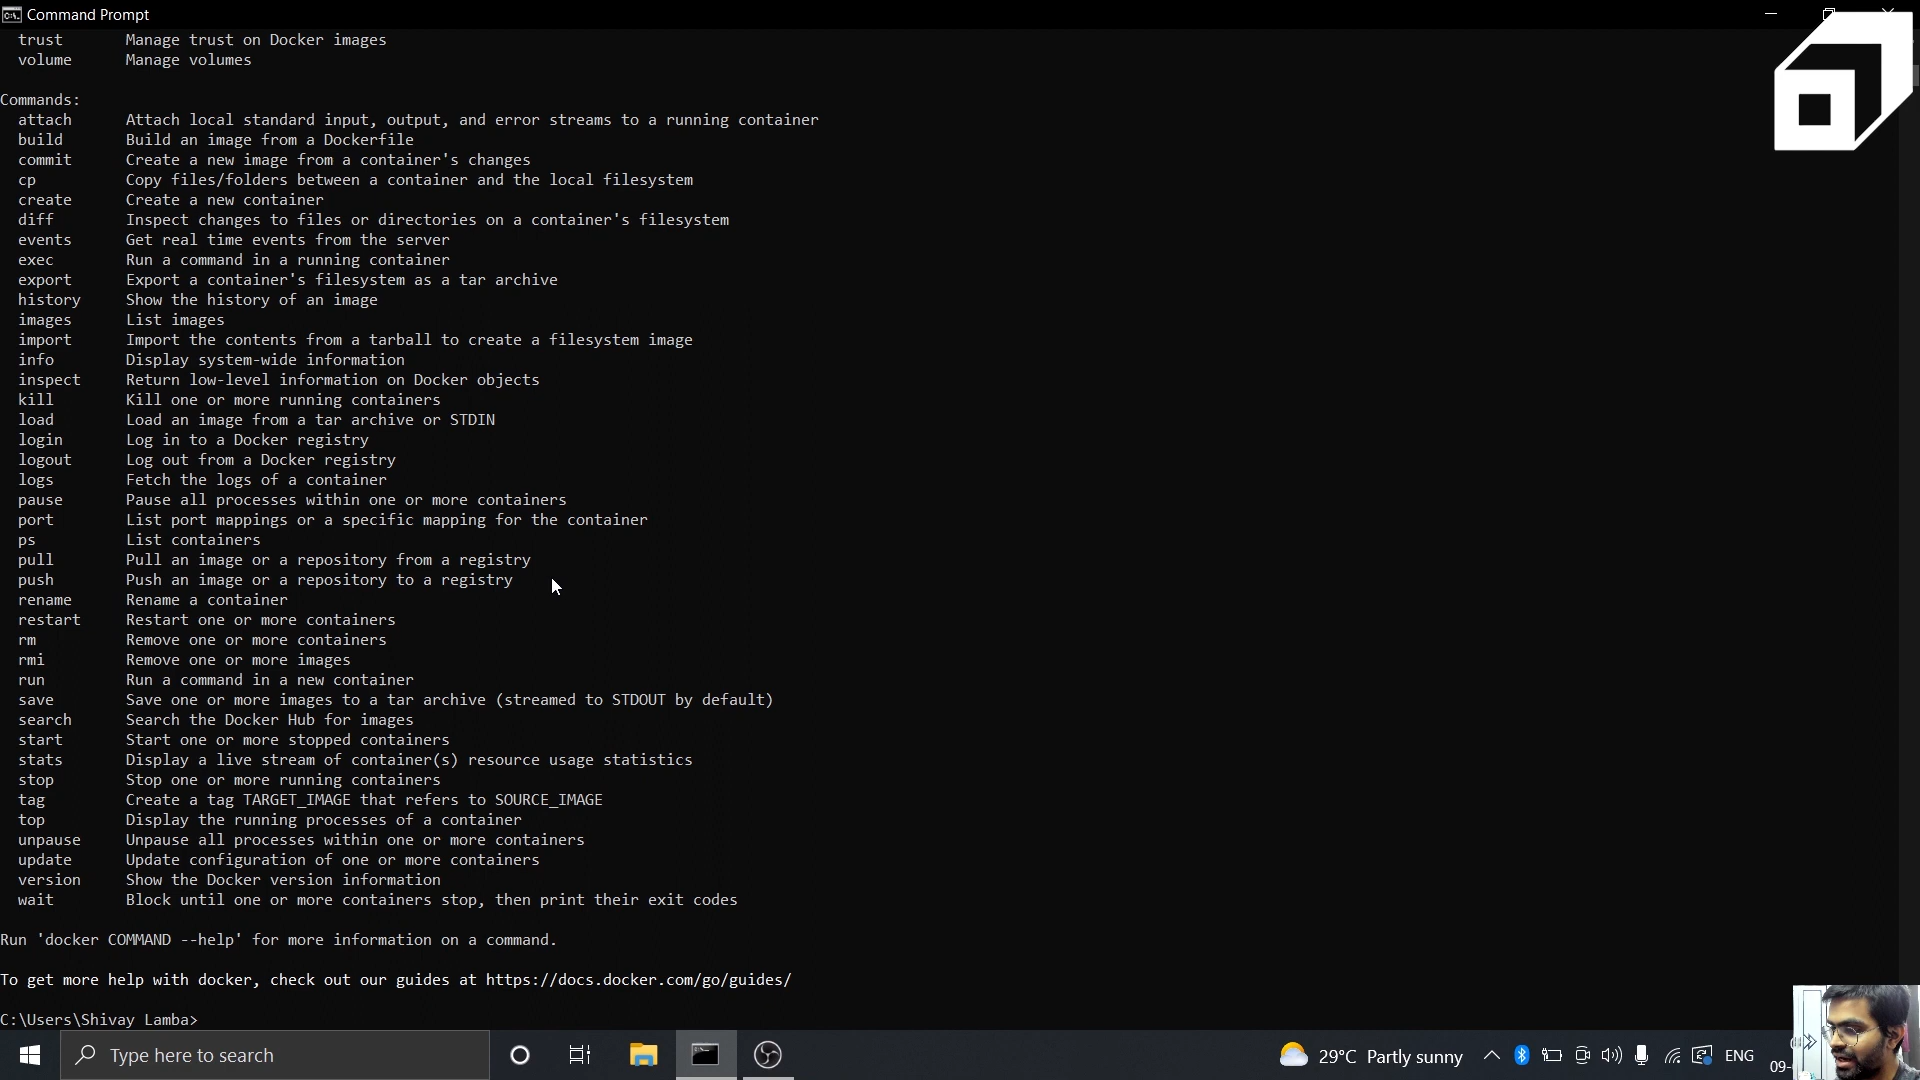 Command Prompt
trust Manage trust on Docker images
volume Manage volumes
Commands:
attach Attach local standard input, output, and error streams to a running container
build Build an image from a Dockerfile
commit Create a new image from a container's changes
cp Copy files/folders between a container and the local filesystem
create Create a new container
diff Inspect changes to files or directories on a container's filesystem
events Get real time events from the server
exec Run a command in a running container
export Export a container's filesystem as a tar archive
history Show the history of an image
images List images
import Import the contents from a tarball to create a filesystem image
info Display system-wide information
inspect Return low-level information on Docker objects
kill Kill one or more running containers
load Load an image from a tar archive or STDIN
login Log in to a Docker registry
logout Log out from a Docker registry
logs Fetch the logs of a container
pause Pause all processes within one or more containers
port List port mappings or a specific mapping for the container
ps List containers
pull Pull an image or a repository from a registry
push Push an image or a repository to a registry
rename Rename a container
restart Restart one or more containers
rm Remove one or more containers
rmi Remove one or more images
run Run a command in a new container
save Save one or more images to a tar archive (streamed to STDOUT by default)
search Search the Docker Hub for images
start Start one or more stopped containers
stats Display a live stream of container(s) resource usage statistics
stop Stop one or more running containers
tag Create a tag TARGET_IMAGE that refers to SOURCE_IMAGE
top Display the running processes of a container
unpause Unpause all processes within one or more containers
update Update configuration of one or more containers
version Show the Docker version information
wait Block until one or more containers stop, then print their exit codes
Run 'docker COMMAND --help' for more information on a command.
To get more help with docker, check out our guides at https://docs.docker.com/go/guides/
C:\Users\Shivay Lamba>
Type here to search
29°C Partly sunny
ENG
09-